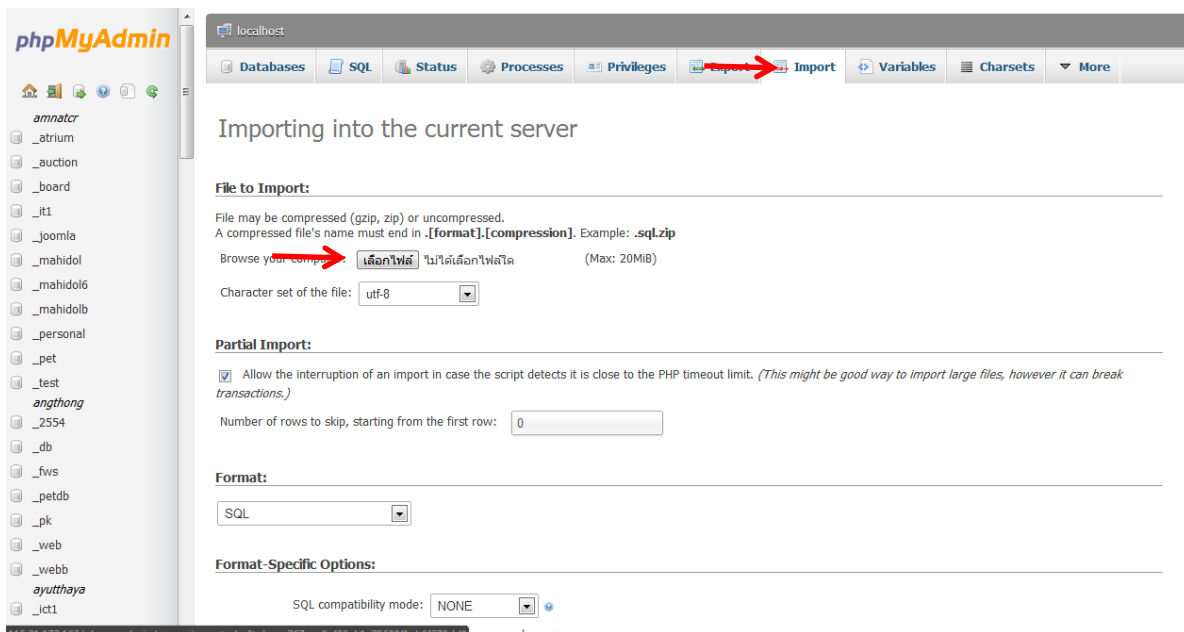 phpMyAdmin
amnatcr
_atrium
_auction
_board
_it1
_joomla
_mahidol
_mahidol6
_mahidolb
_personal
_pet
_test
angthong
_2554
_db
_fws
_petdb
_pk
_web
_webb
ayutthaya
_ict1
localhost
Databases SQL Status Processes Privileges Export Import Variables Charsets More
Importing into the current server
File to Import:
File may be compressed (gzip, zip) or uncompressed.
A compressed file's name must end in .[format].[compression]. Example: .sql.zip
Browse your computer: เลือกไฟล์ ไม่ได้เลือกไฟล์ใด (Max: 20MiB)
Character set of the file: utf-8
Partial Import:
Allow the interruption of an import in case the script detects it is close to the PHP timeout limit. (This might be good way to import large files, however it can break
transactions.)
Number of rows to skip, starting from the first row: 0
Format:
SQL
Format-Specific Options:
SQL compatibility mode: NONE